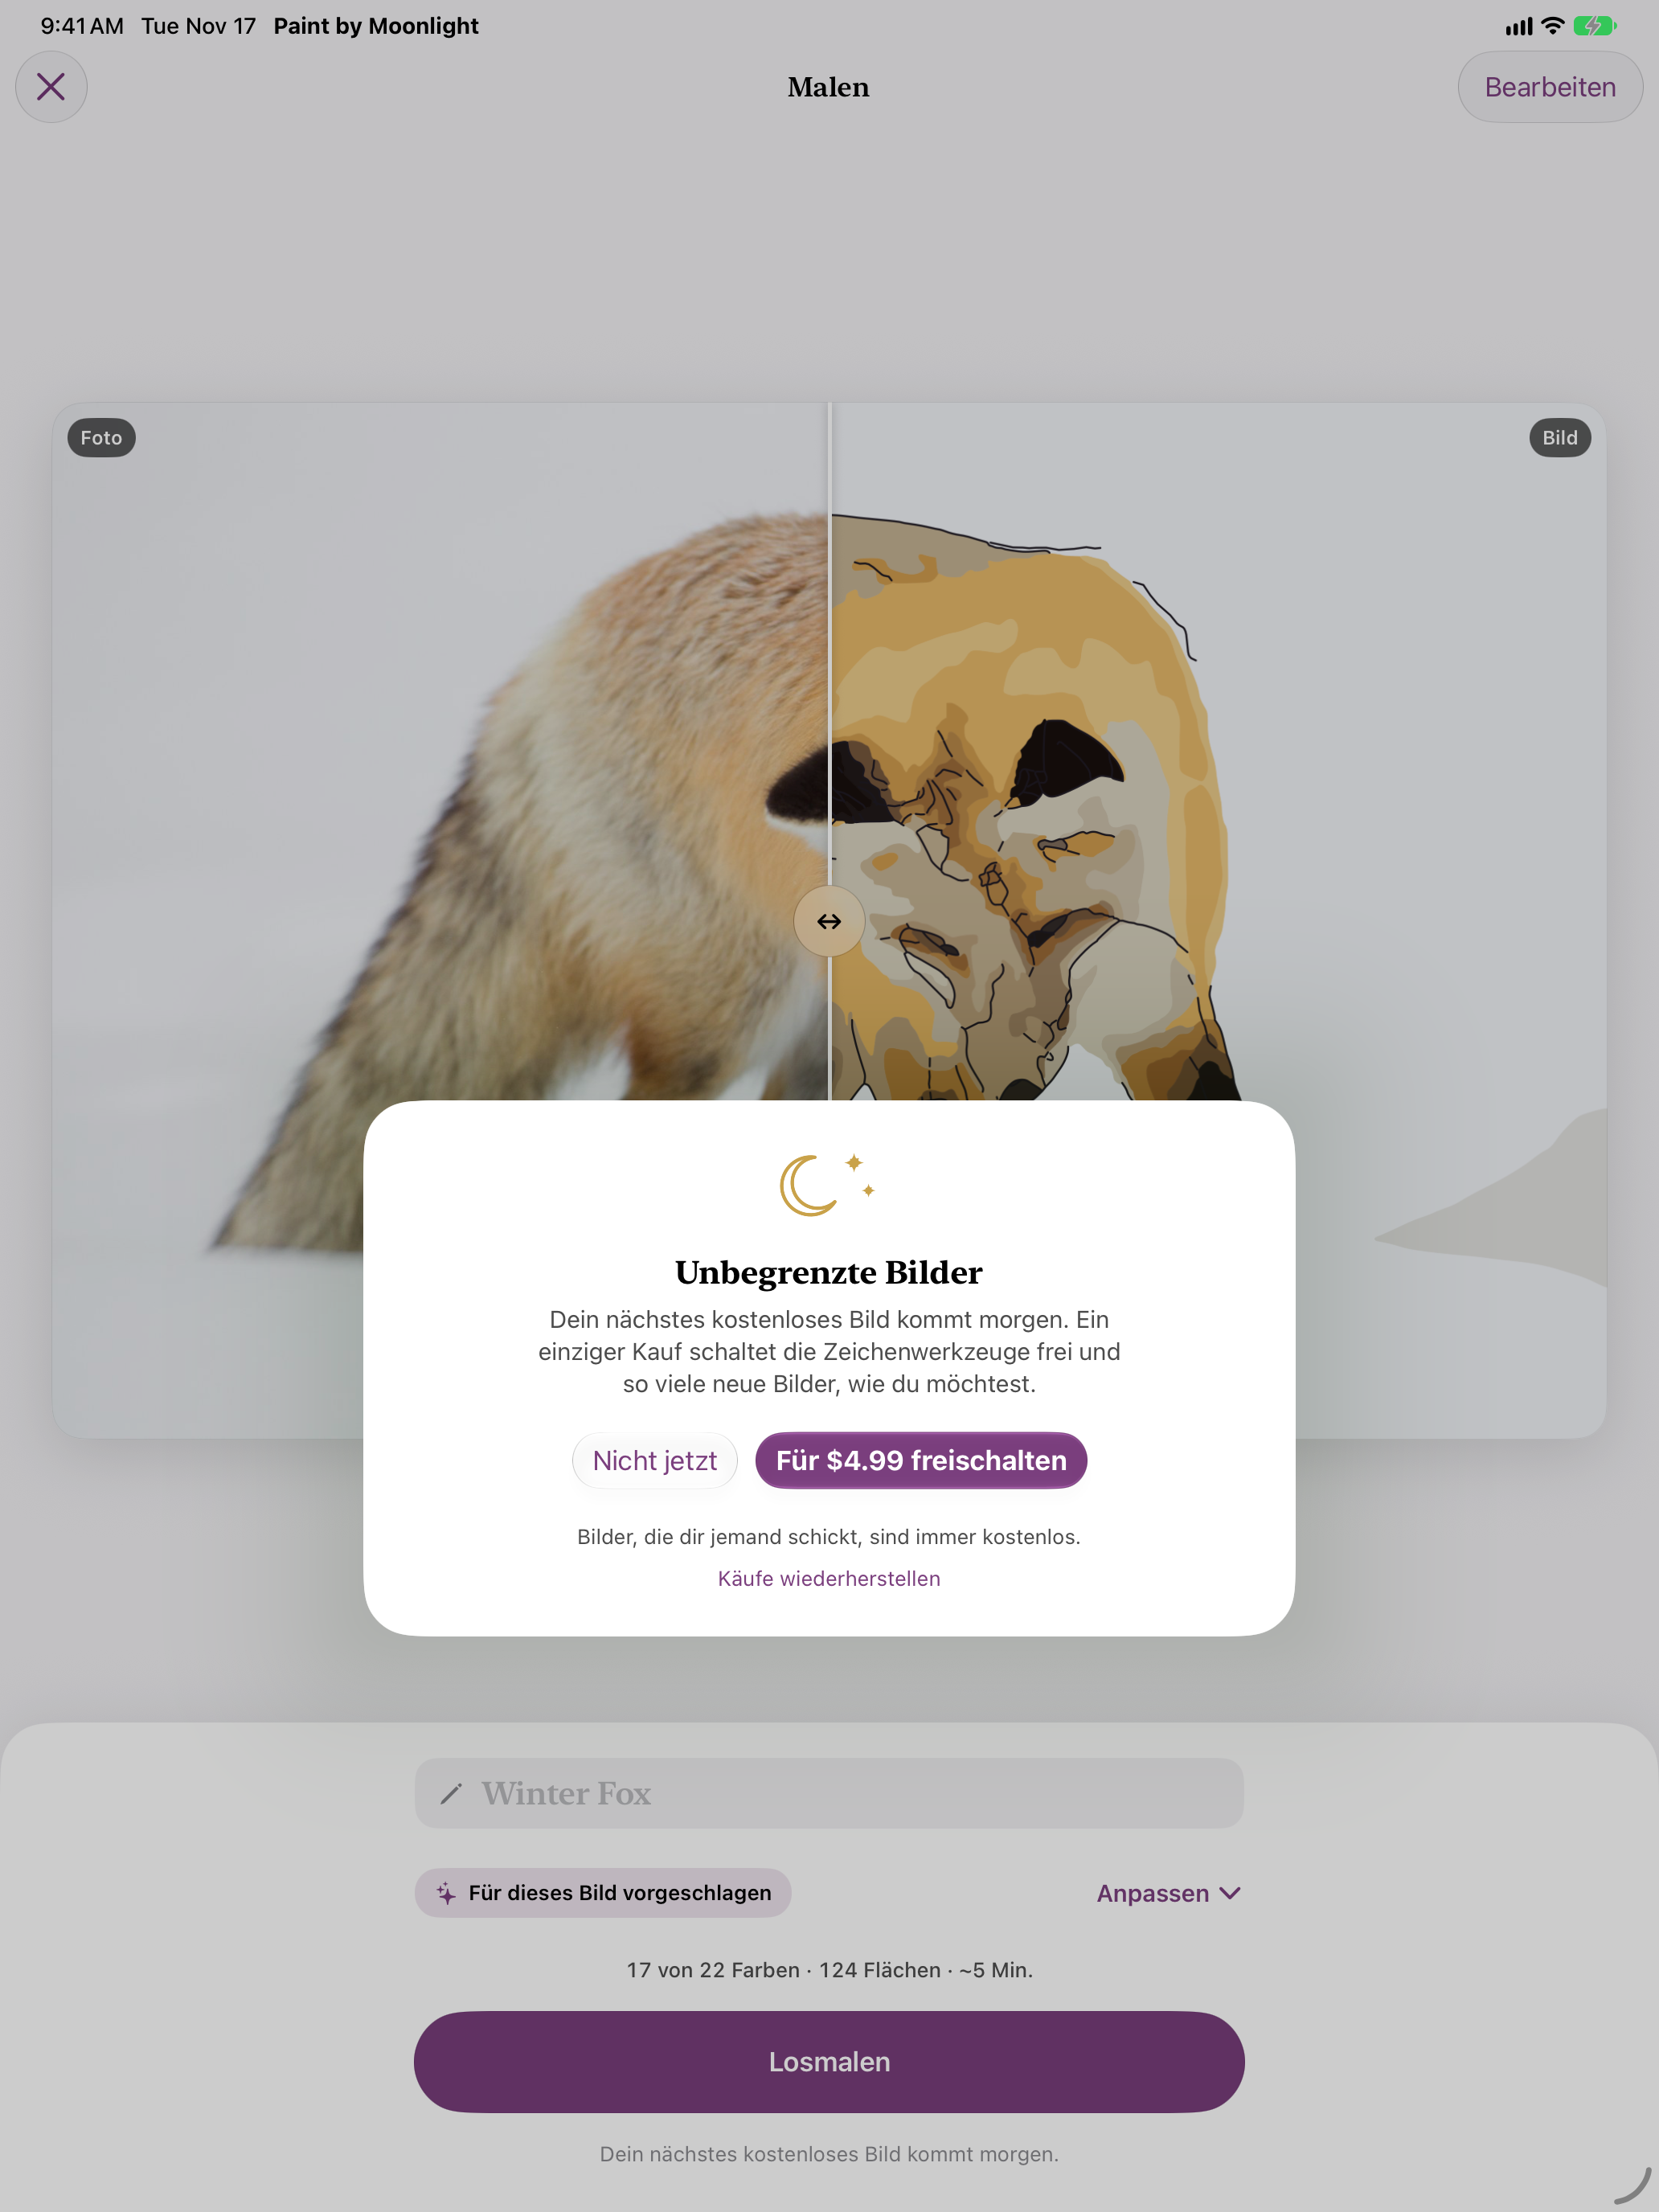 9:41 AM Tue Nov 17 Paint by Moonlight
Malen
Bearbeiten
Foto
Bild
Unbegrenzte Bilder
Dein nächstes kostenloses Bild kommt morgen. Ein
einziger Kauf schaltet die Zeichenwerkzeuge frei und
so viele neue Bilder, wie du möchtest.
Nicht jetzt
Für $4.99 freischalten
Bilder, die dir jemand schickt, sind immer kostenlos.
Käufe wiederherstellen
Winter Fox
Für dieses Bild vorgeschlagen
Anpassen
17 von 22 Farben · 124 Flächen · ~5 Min.
Losmalen
Dein nächstes kostenloses Bild kommt morgen.